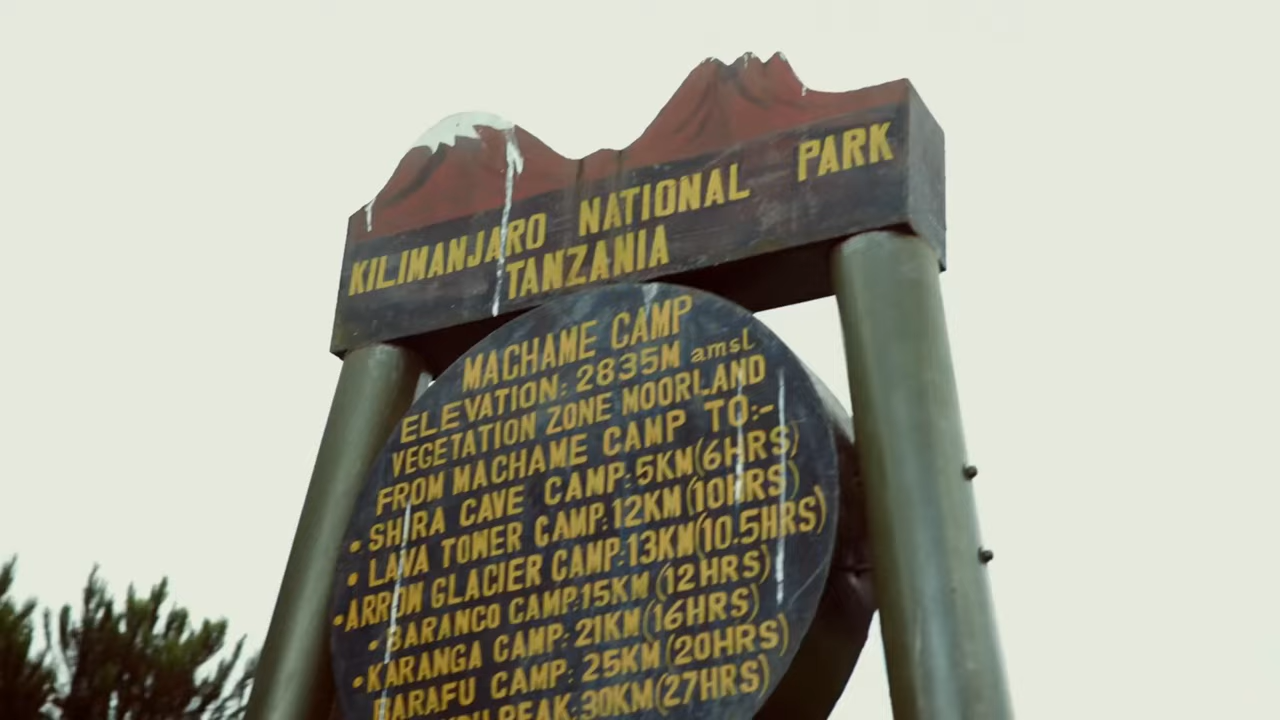 KILIMANJARO NATIONAL PARK
TANZANIA
MACHAME CAMP
ELEVATION: 2835M amsl
VEGETATION ZONE MOORLAND
FROM MACHAME CAMP TO:-
• SHIRA CAVE CAMP: 5KM(6HRS)
• LAVA TOWER CAMP: 12KM(10HRS)
• ARROW GLACIER CAMP: 13KM(10.5HRS)
• BARANCO CAMP: 15KM(12HRS)
• KARANGA CAMP: 21KM(16HRS)
BARAFU CAMP: 25KM(20HRS)
PEAK: 30KM(27HRS)